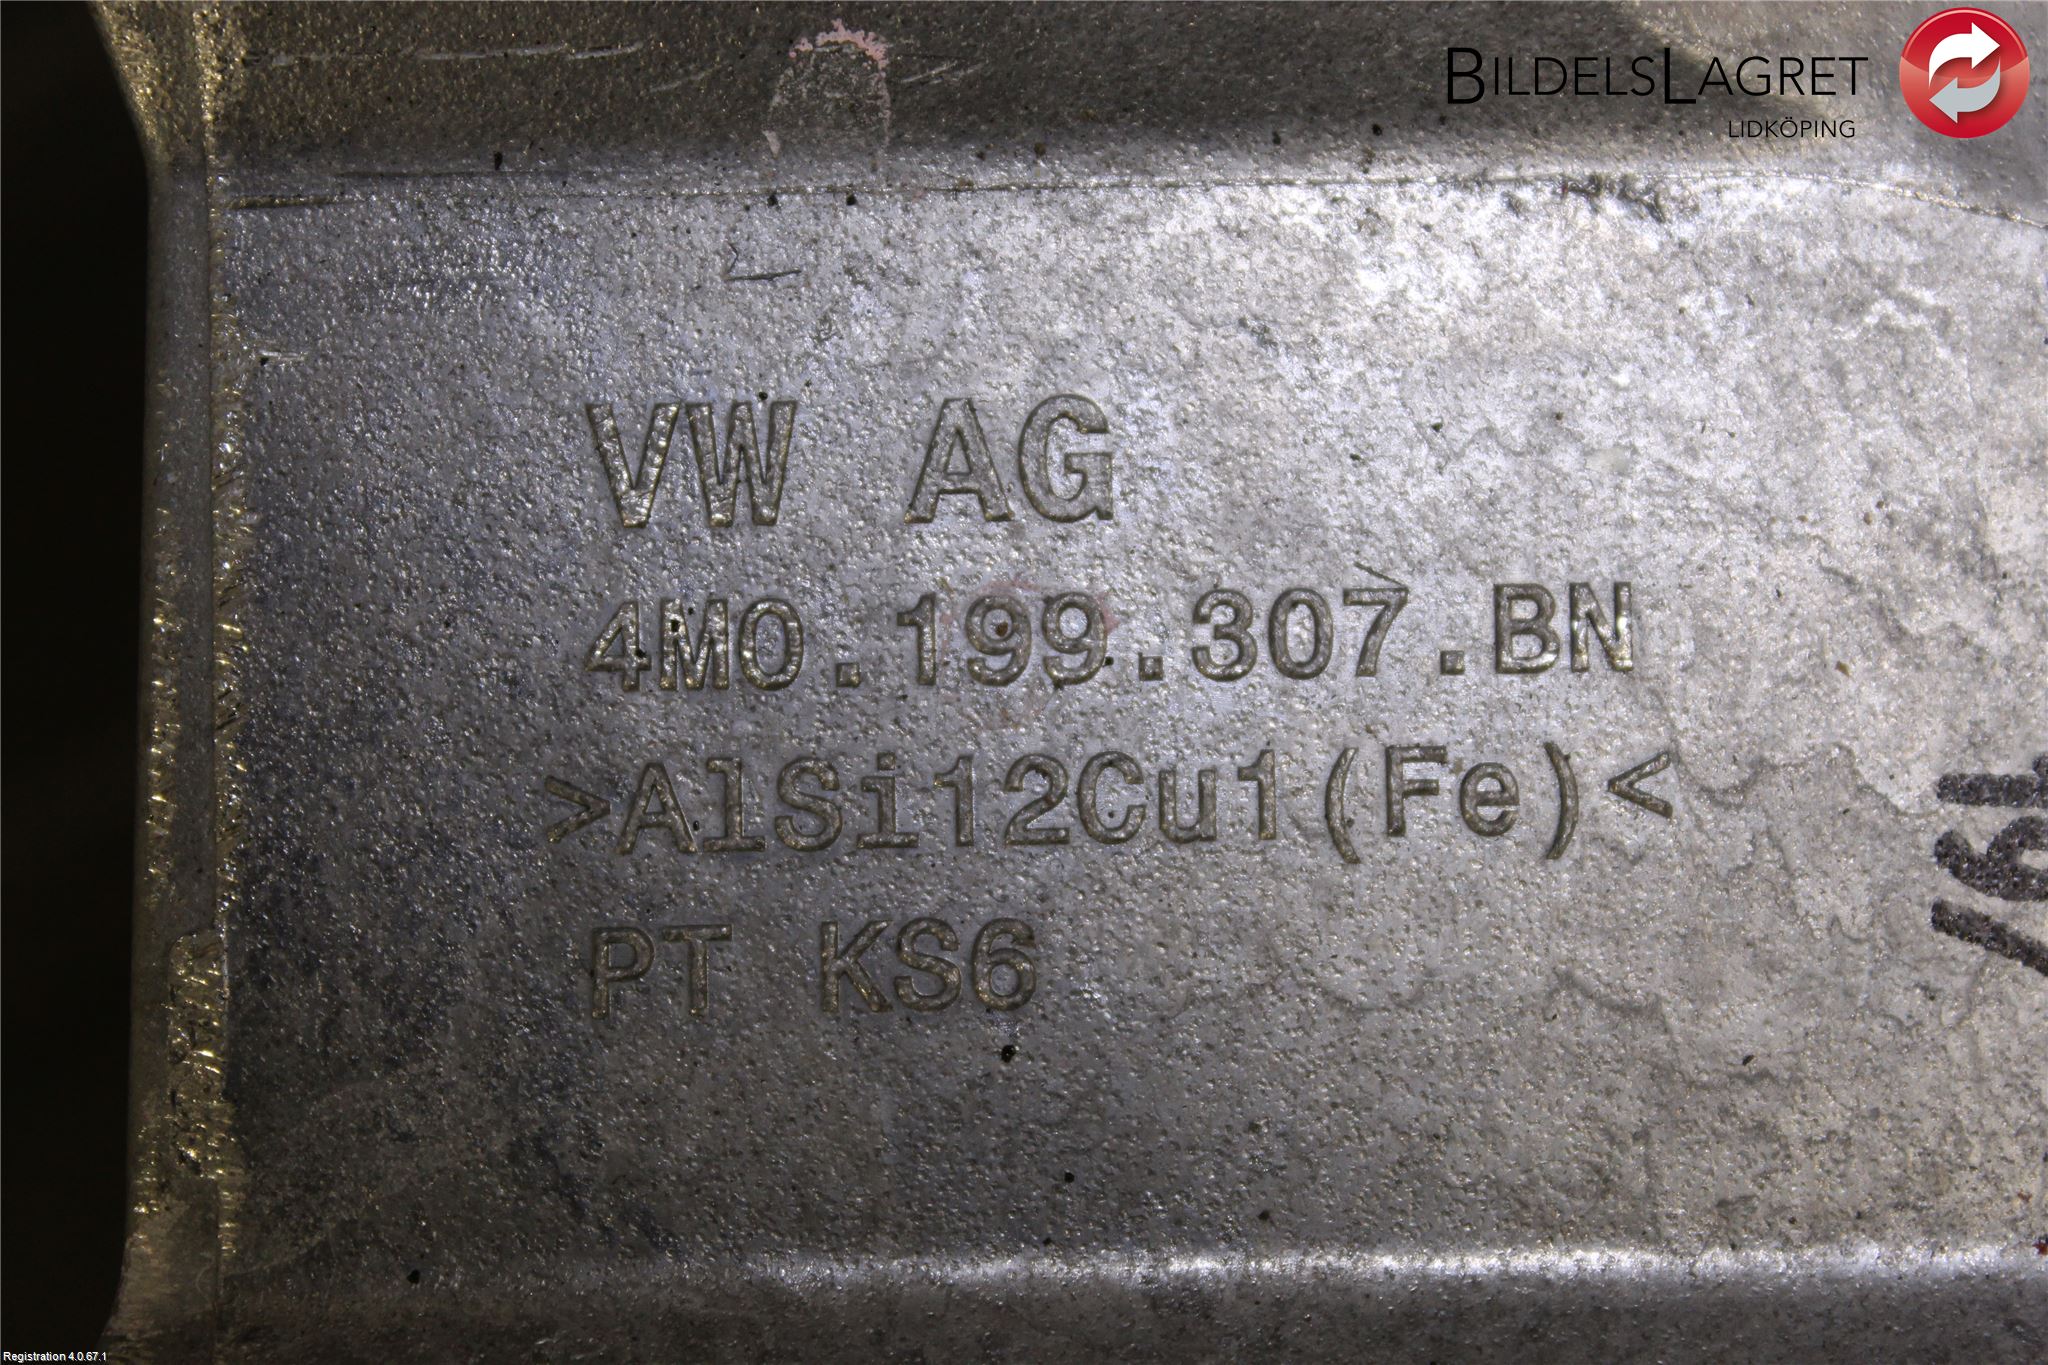 BILDELSLAGRET
LIDKÖPING
VW AG
4M0.199.307.BN
>AlSi12Cu1(Fe)<
PT KS6
Registration 4.0.67.1